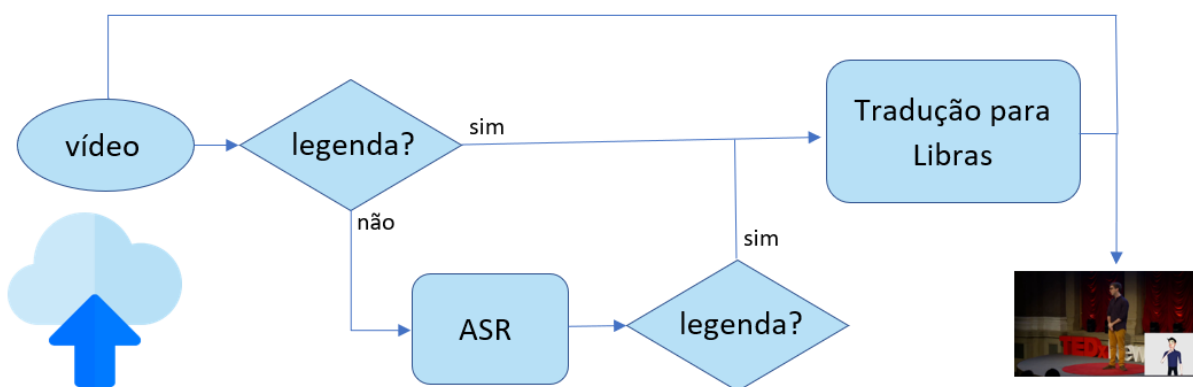 vídeo
legenda?
sim
Tradução para
Libras
não
ASR
legenda?
sim